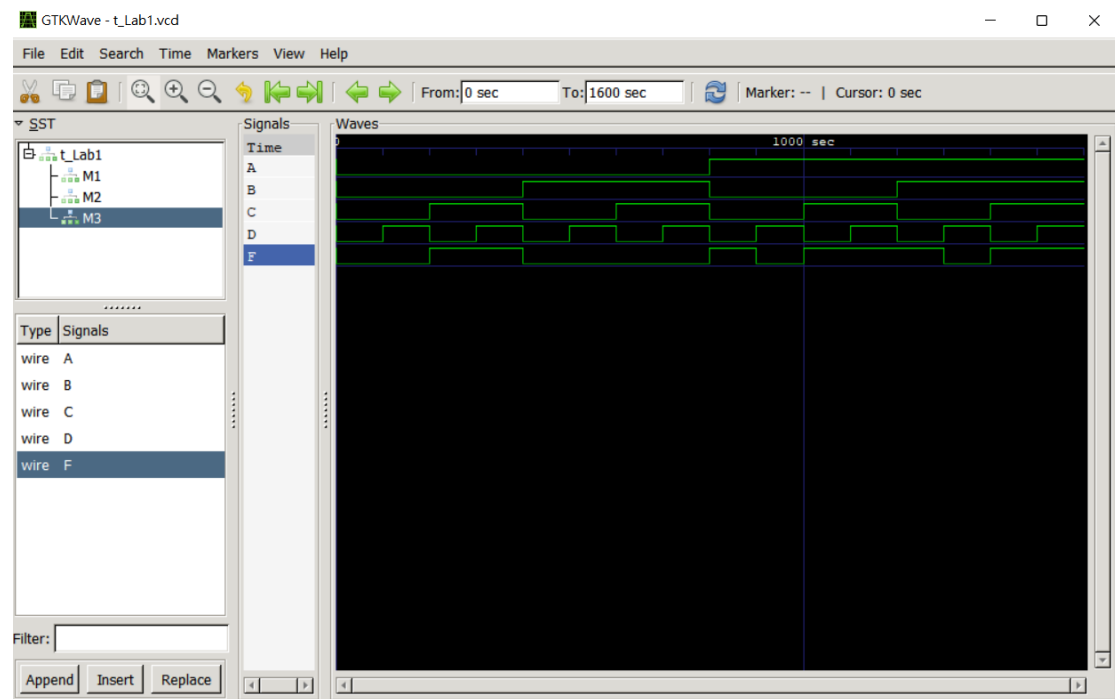 GTKWave - t_Lab1.vcd
File Edit Search Time Markers View Help
From: 0 sec To: 1600 sec Marker: -- | Cursor: 0 sec
SST
t_Lab1
M1
M2
M3
Type Signals
wire A
wire B
wire C
wire D
wire F
Filter:
Append Insert Replace
Signals
Time
A
B
C
D
F
Waves
0
1000 sec